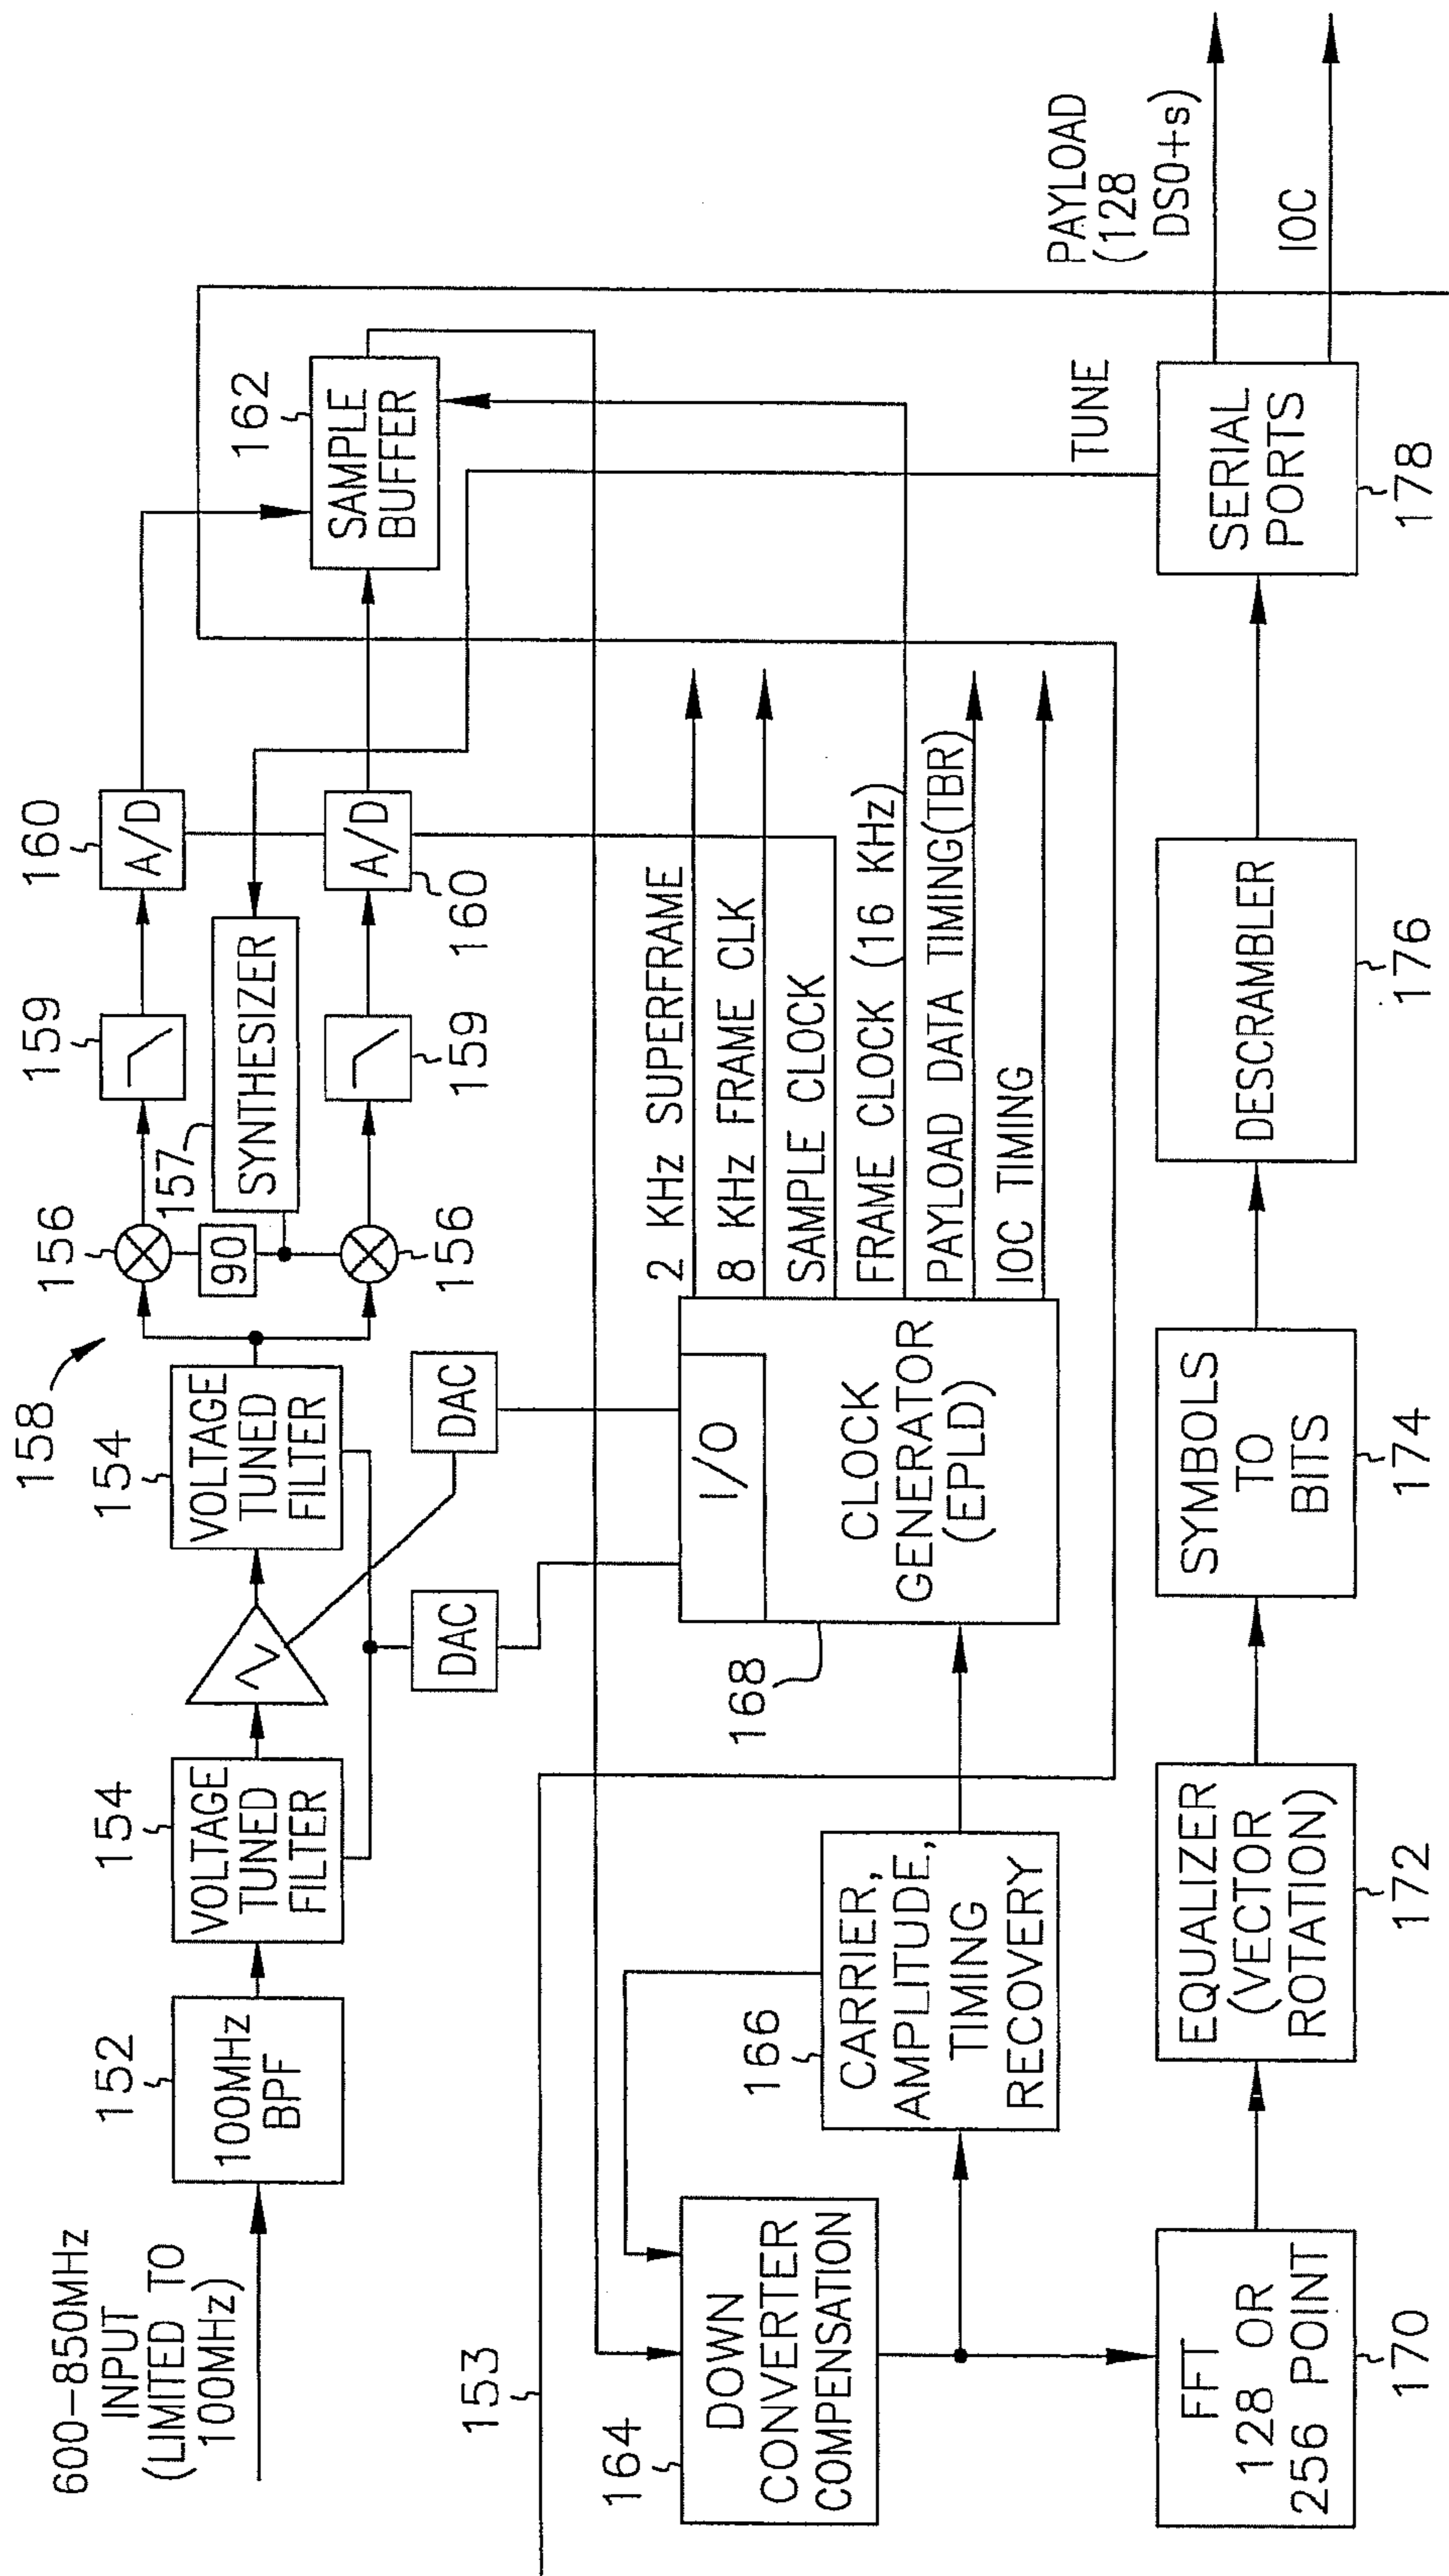 600-850MHz
INPUT
(LIMITED TO
100MHz)
152
100MHz
BPF
154
VOLTAGE
TUNED
FILTER
154
VOLTAGE
TUNED
FILTER
158
156
90
156
157
SYNTHESIZER
159
159
160
A/D
A/D
160
162
SAMPLE
BUFFER
DAC
DAC
153
164
DOWN
CONVERTER
COMPENSATION
166
CARRIER,
AMPLITUDE,
TIMING
RECOVERY
168
I/O
CLOCK
GENERATOR
(EPLD)
2 KHz SUPERFRAME
8 KHz FRAME CLK
SAMPLE CLOCK
FRAME CLOCK (16 KHz)
PAYLOAD DATA TIMING(TBR)
IOC TIMING
TUNE
FFT
128 OR
256 POINT
170
EQUALIZER
(VECTOR
ROTATION)
172
SYMBOLS
TO
BITS
174
DESCRAMBLER
176
SERIAL
PORTS
178
PAYLOAD
(128
DS0+s)
IOC